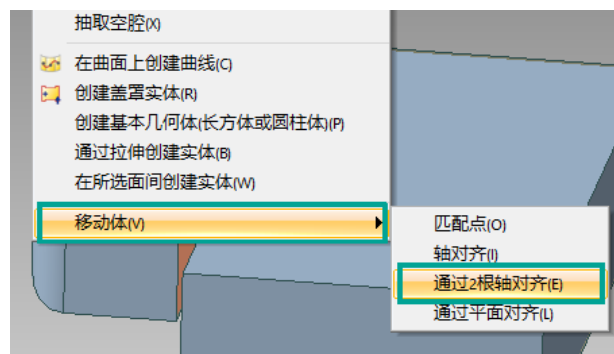 抽取空腔(X)
在曲面上创建曲线(C)
创建盖罩实体(R)
创建基本几何体(长方体或圆柱体)(P)
通过拉伸创建实体(B)
在所选面间创建实体(W)
移动体(V)
匹配点(O)
轴对齐(I)
通过2根轴对齐(E)
通过平面对齐(L)